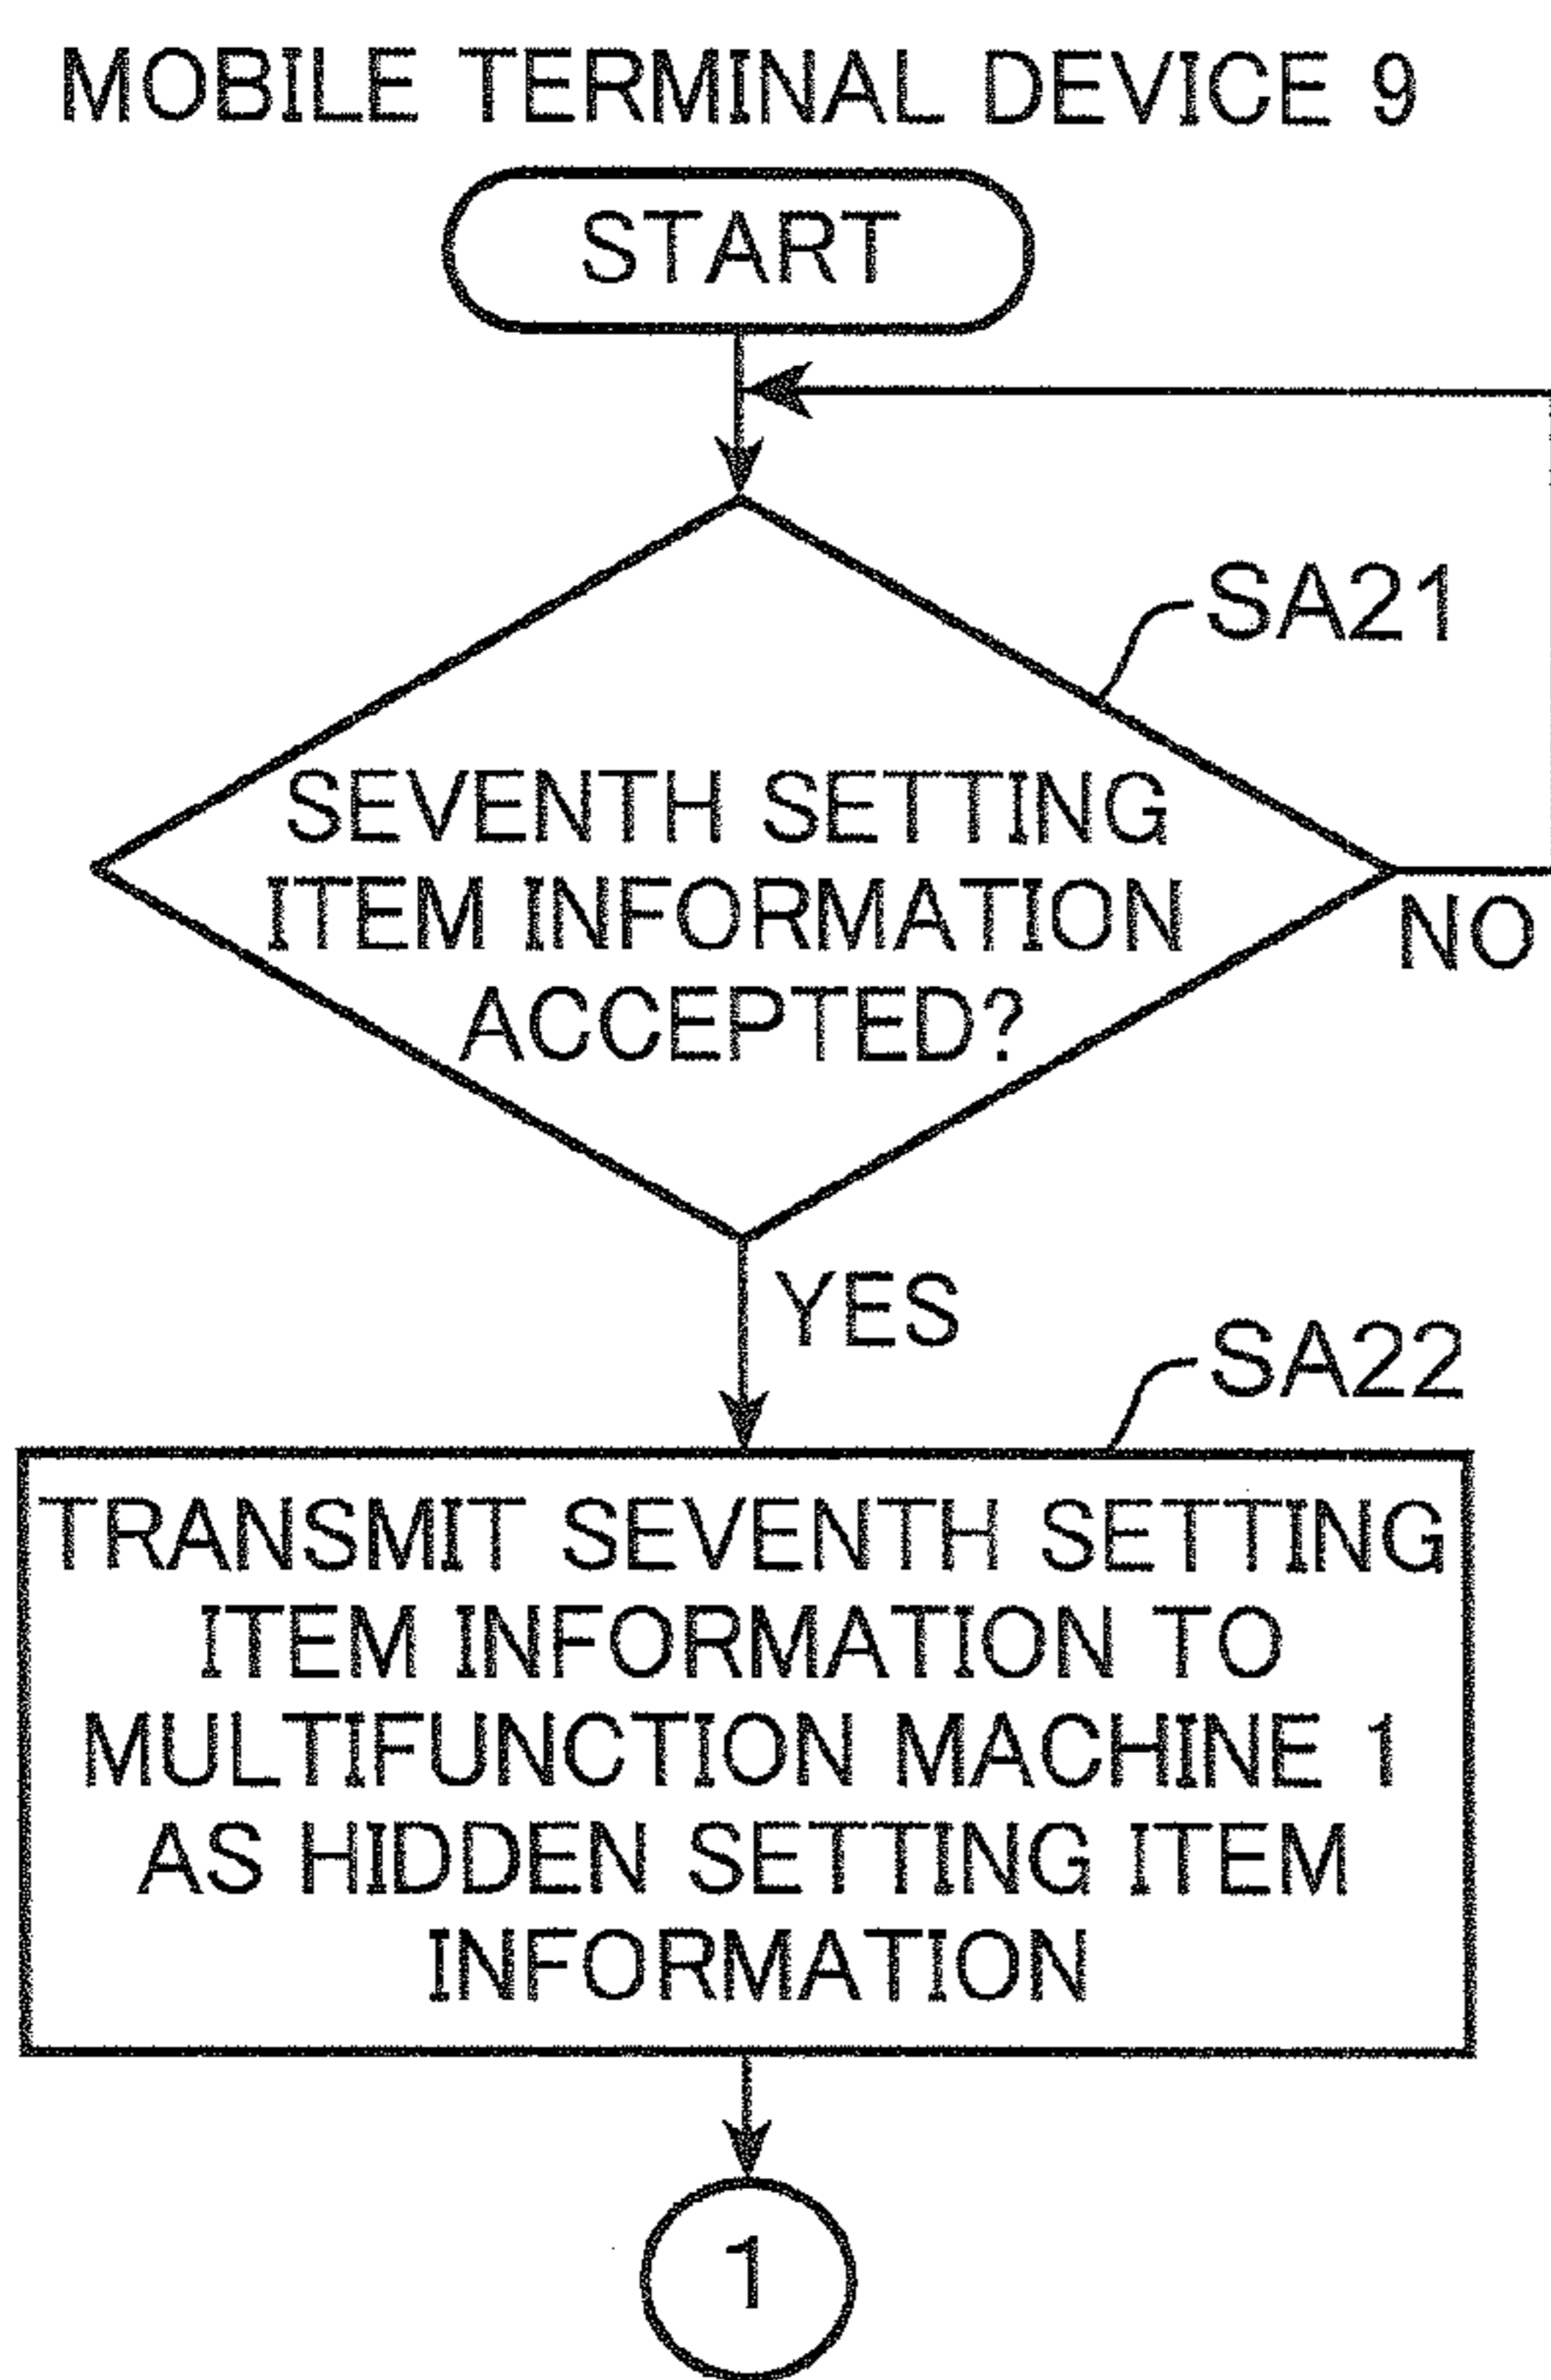 MOBILE TERMINAL DEVICE 9
START
SA21
SEVENTH SETTING
ITEM INFORMATION
ACCEPTED?
NO
YES
SA22
TRANSMIT SEVENTH SETTING
ITEM INFORMATION TO
MULTIFUNCTION MACHINE 1
AS HIDDEN SETTING ITEM
INFORMATION
1